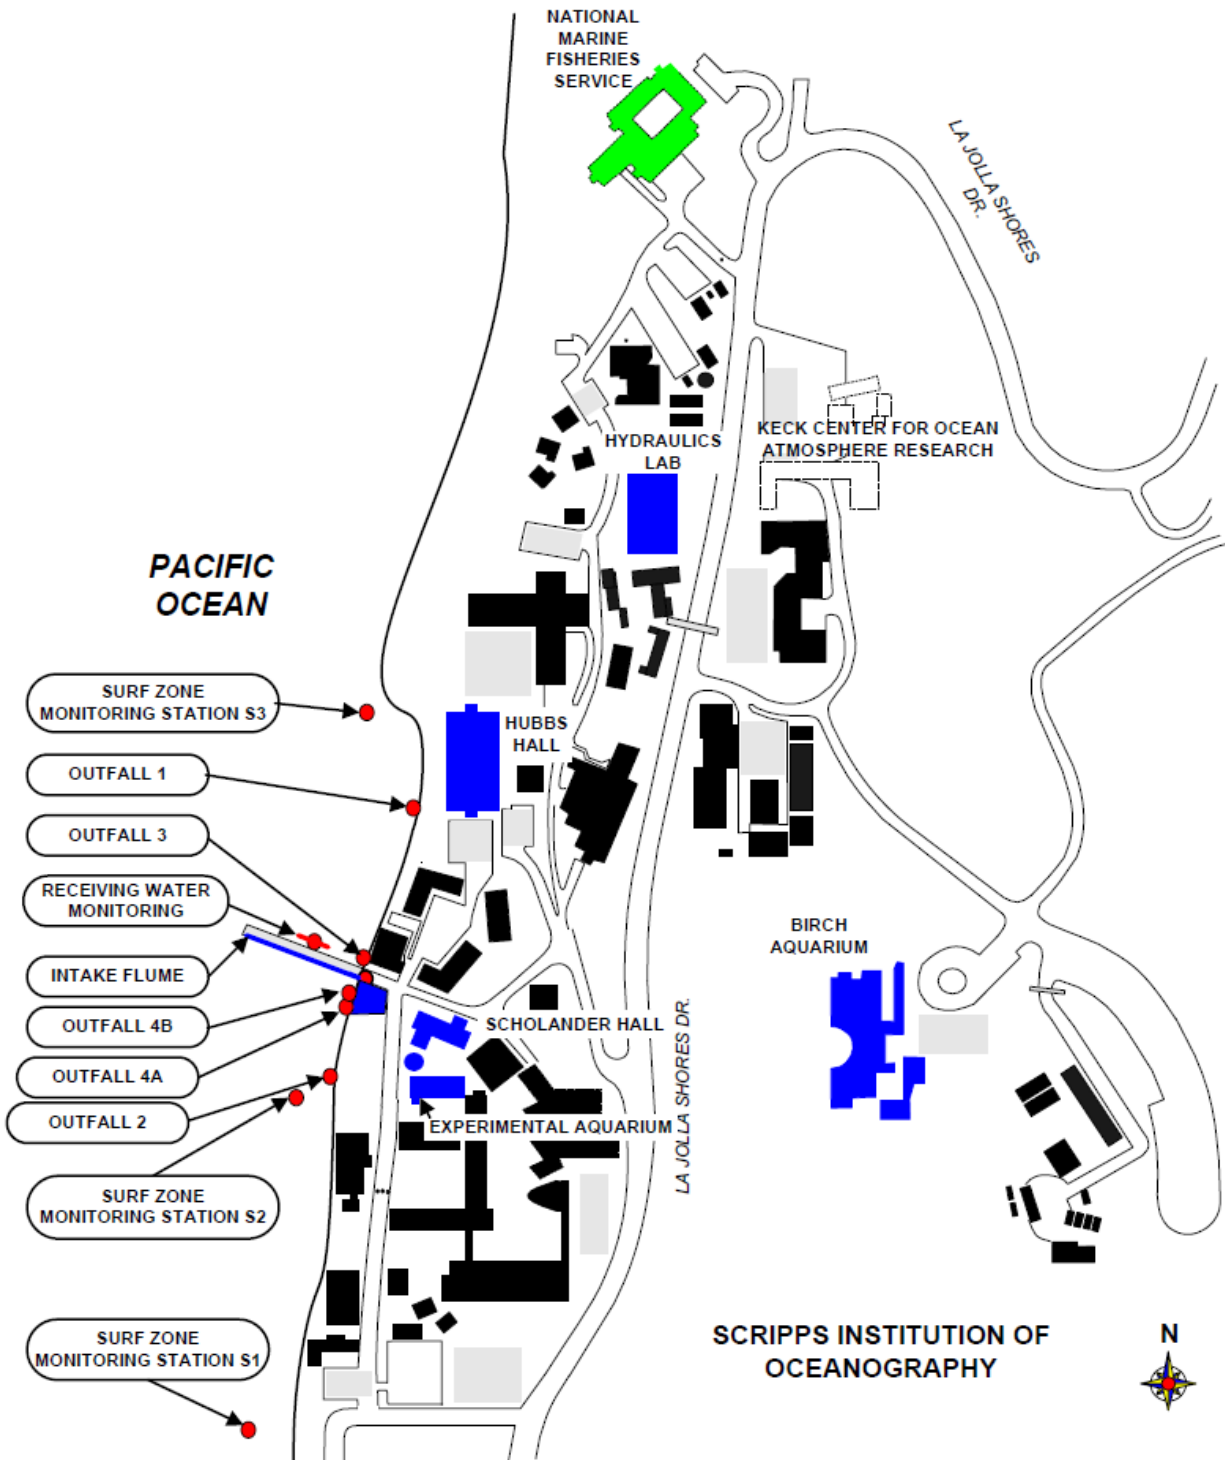 NATIONAL
MARINE
FISHERIES
SERVICE
LA JOLLA SHORES
DR.
HYDRAULICS
LAB
KECK CENTER FOR OCEAN
ATMOSPHERE RESEARCH
PACIFIC
OCEAN
SURF ZONE
MONITORING STATION S3
HUBBS
HALL
OUTFALL 1
OUTFALL 3
RECEIVING WATER
MONITORING
INTAKE FLUME
BIRCH
AQUARIUM
OUTFALL 4B
SCHOLANDER HALL
LA JOLLA SHORES DR.
OUTFALL 4A
OUTFALL 2
EXPERIMENTAL AQUARIUM
SURF ZONE
MONITORING STATION S2
SURF ZONE
MONITORING STATION S1
SCRIPPS INSTITUTION OF
OCEANOGRAPHY
N